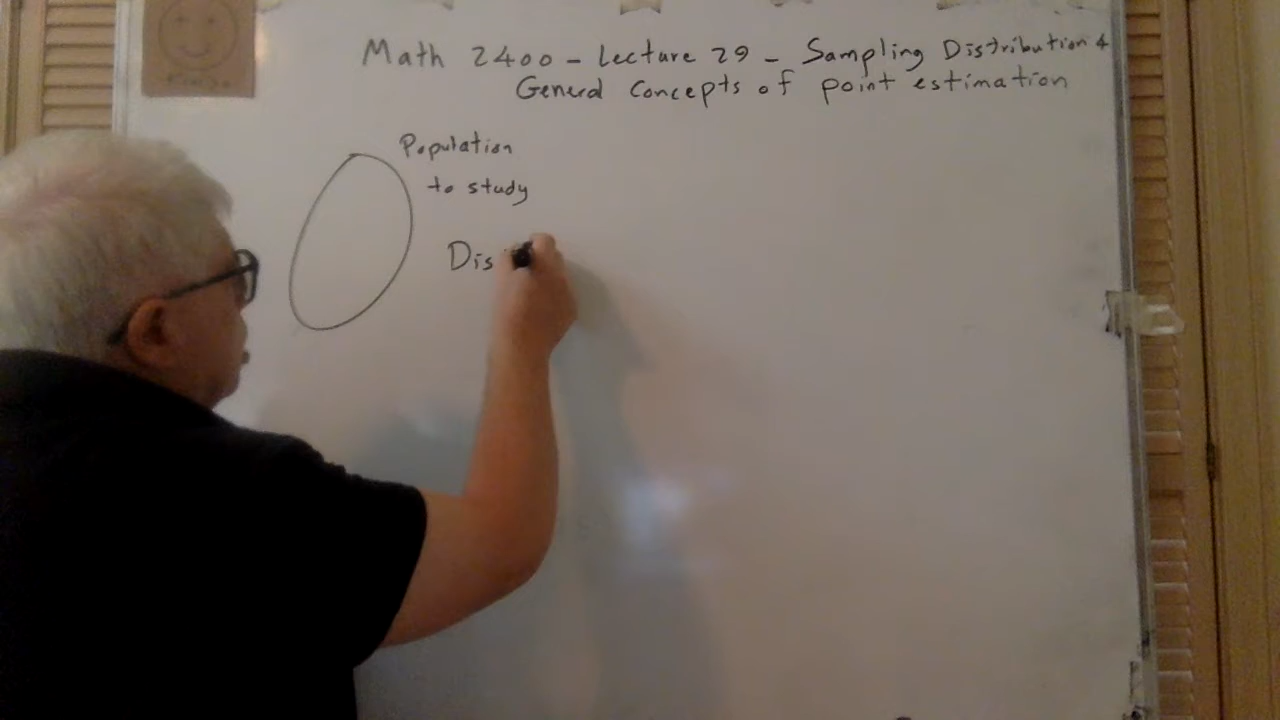 Math 2400 - Lecture 29 - Sampling Distribution &
General Concepts of point estimation
Population
to study
Dis